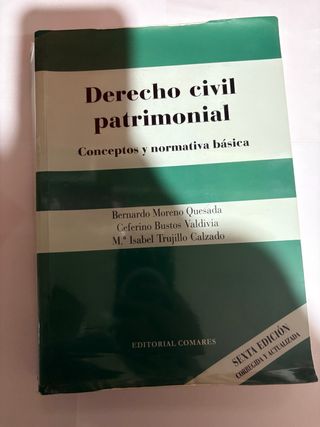 Derecho civil
patrimonial
Conceptos y normativa básica
Bernardo Moreno Quesada
Ceferino Bustos Valdivia
M.ª Isabel Trujillo Calzado
EDITORIAL COMARES
SEXTA EDICIÓN
CORREGIDA Y ACTUALIZADA